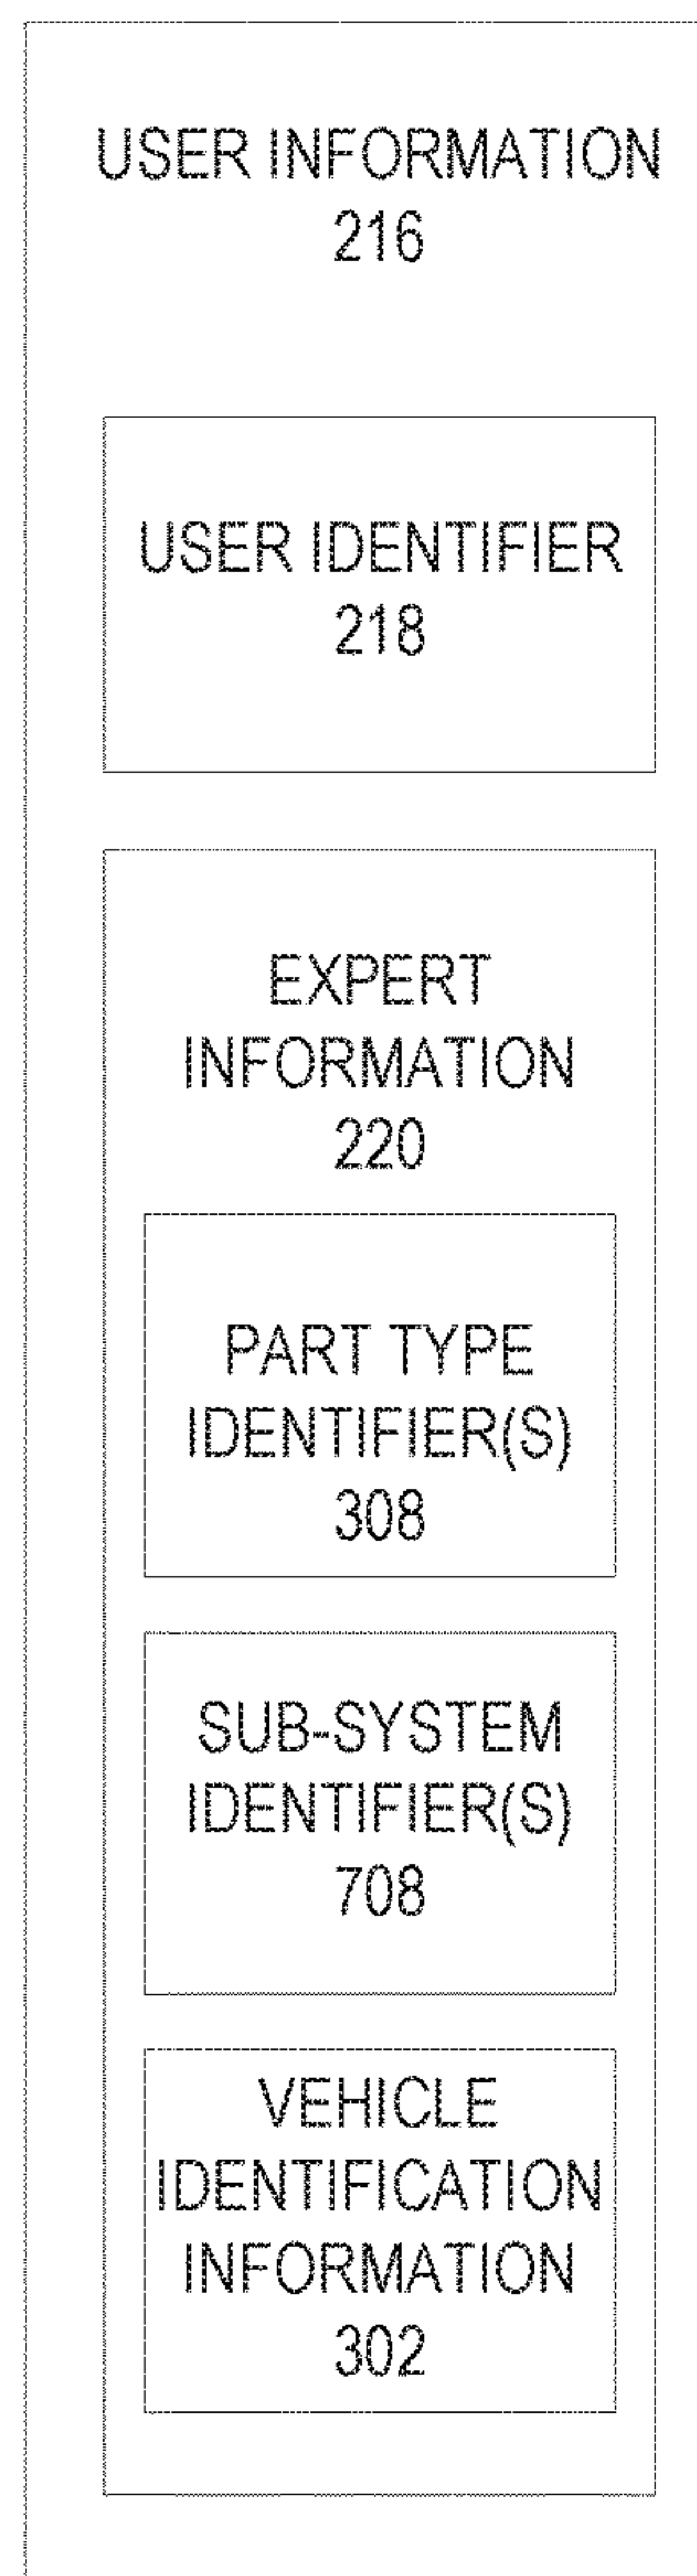 USER INFORMATION
216
USER IDENTIFIER
218
EXPERT
INFORMATION
220
PART TYPE
IDENTIFIER(S)
308
SUB-SYSTEM
IDENTIFIER(S)
708
VEHICLE
IDENTIFICATION
INFORMATION
302